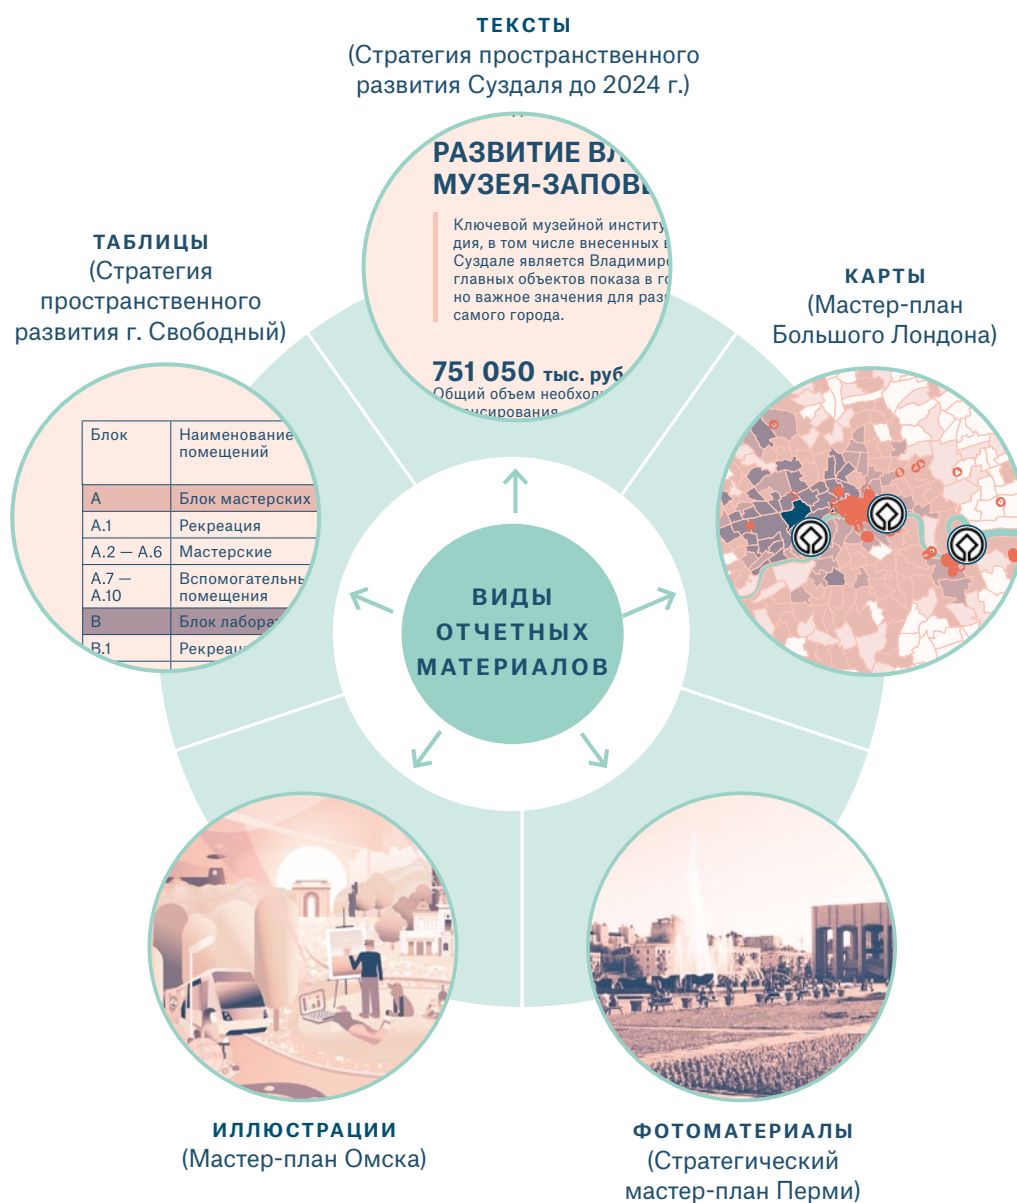 ТЕКСТЫ
(Стратегия пространственного
развития Суздаля до 2024 г.)
РАЗВИТИЕ
МУЗЕЯ-ЗАПОВ
Ключевой музейной институ
дия, в том числе внесенных
Суздале является Владимир
главных объектов показа в
но важное значения для раз
самого города.
751 050 тыс. руб
Общий объем необход
ТАБЛИЦЫ
(Стратегия
пространственного
развития г. Свободный)
Блок
Наименование
помещений
А
Блок мастерских
А.1
Рекреация
А.2 — А.6
Мастерские
А.7 —
А.10
Вспомогательн
помещения
В
Блок лабора
В.1
Рекреа
КАРТЫ
(Мастер-план
Большого Лондона)
ВИДЫ
ОТЧЕТНЫХ
МАТЕРИАЛОВ
ИЛЛЮСТРАЦИИ
(Мастер-план Омска)
ФОТОМАТЕРИАЛЫ
(Стратегический
мастер-план Перми)